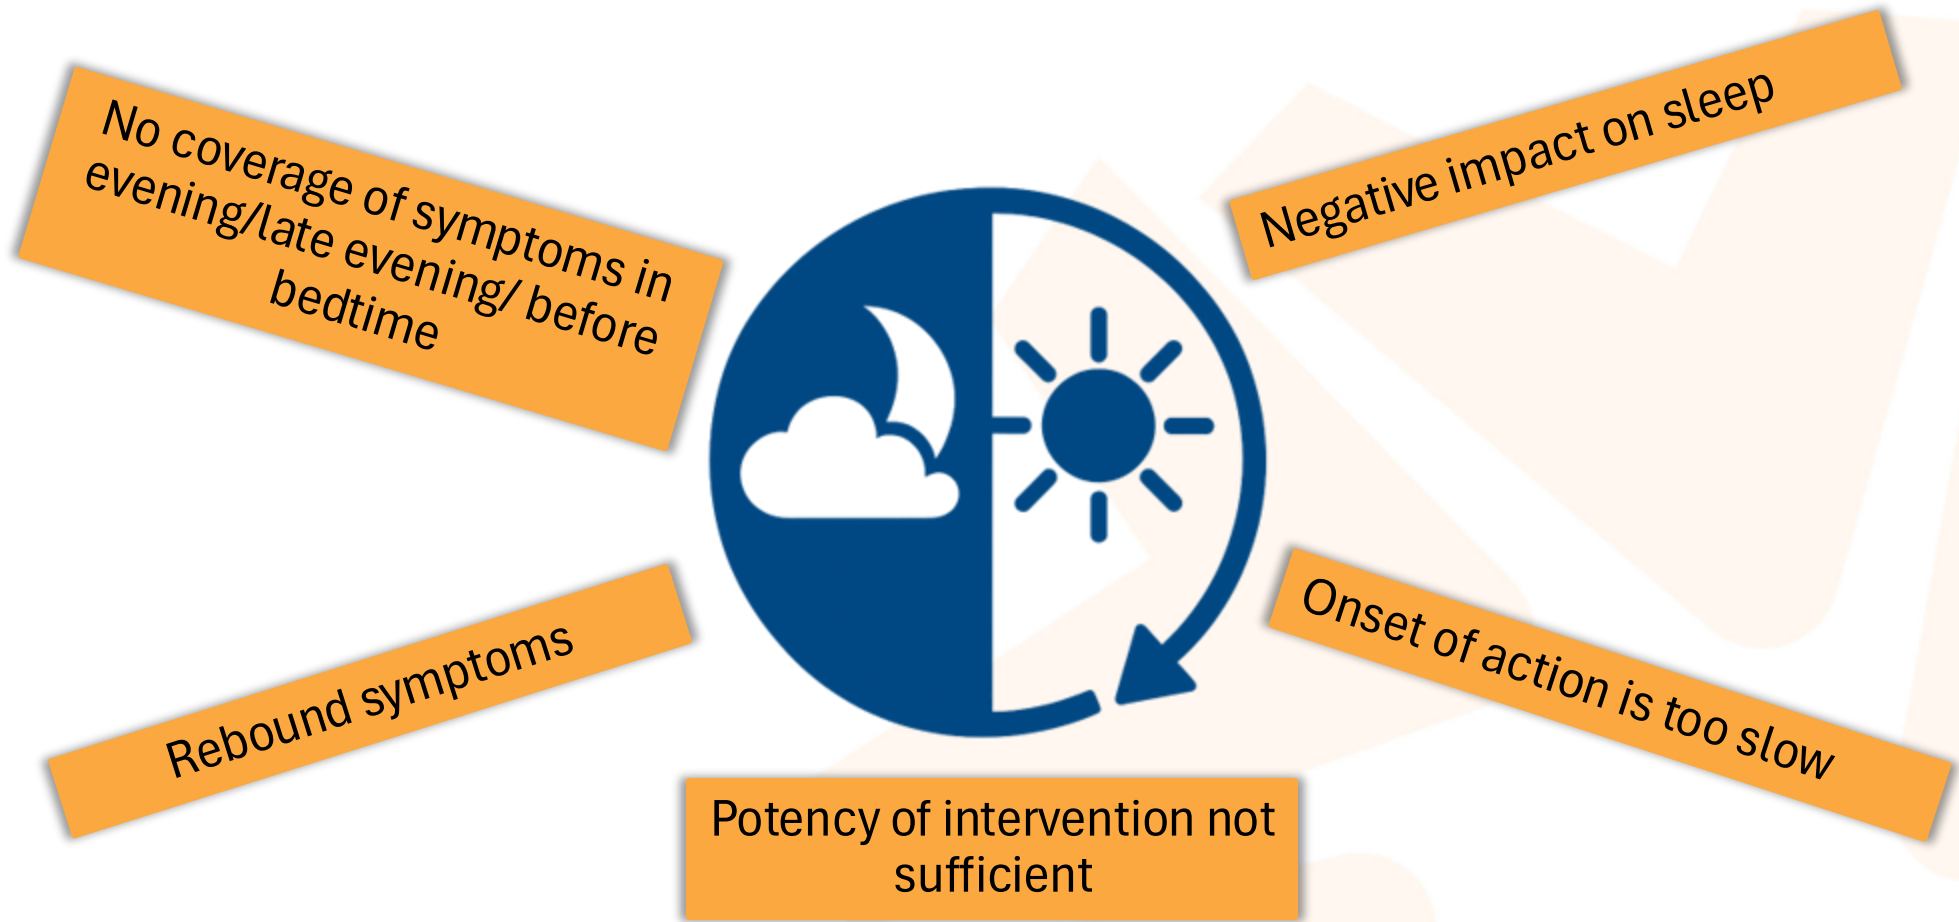 No coverage of symptoms in
evening/late evening/ before
bedtime
Negative impact on sleep
Rebound symptoms
Onset of action is too slow
Potency of intervention not
sufficient